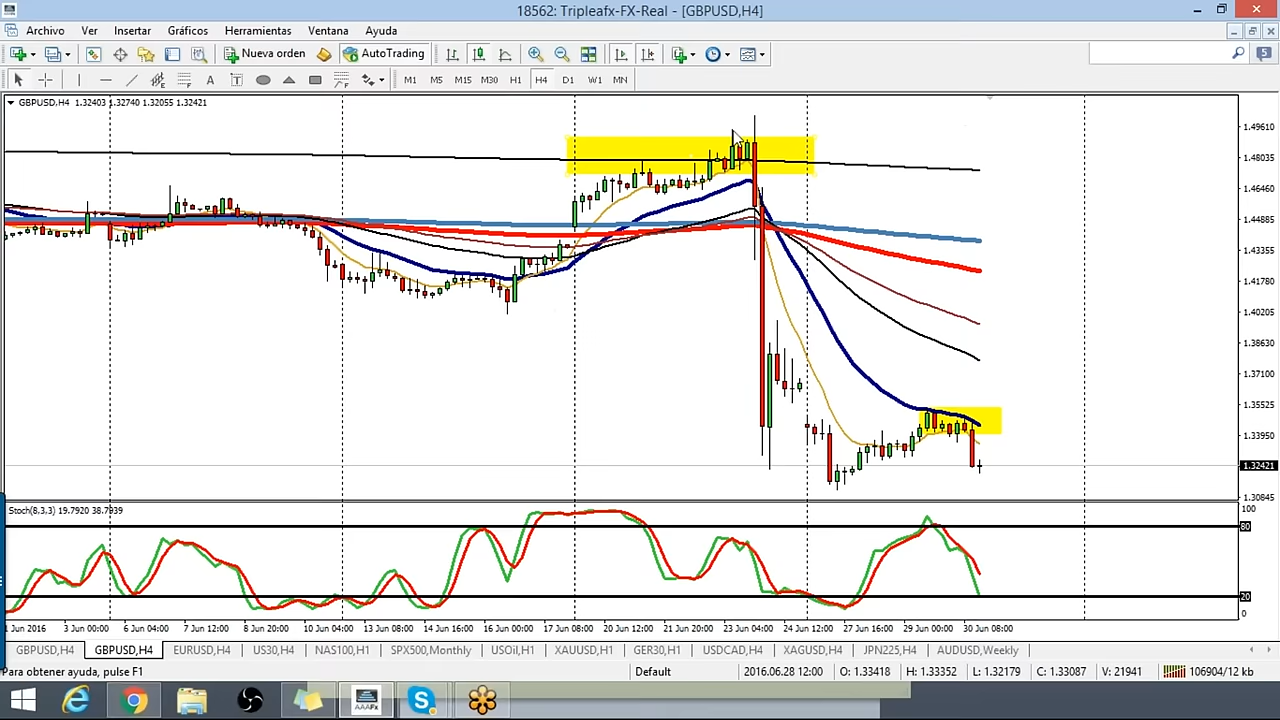 18562: Tripleafx-FX-Real - [GBPUSD,H4]
Archivo Ver Insertar Gráficos Herramientas Ventana Ayuda
Nueva orden AutoTrading 5
A T M1 M5 M15 M30 H1 H4 D1 W1 MN
GBPUSD,H4 1.32403 1.32740 1.32055 1.32421
1.49610
1.48035
1.46460
1.44885
1.43355
1.41780
1.40205
1.38630
1.37100
1.35525
1.33950
1.32421
1.30845
Stoch(8,3,3) 19.7920 38.7939
100
80
20
0
1 Jun 2016 3 Jun 00:00 6 Jun 04:00 7 Jun 12:00 8 Jun 20:00 10 Jun 04:00 13 Jun 08:00 14 Jun 16:00 16 Jun 00:00 17 Jun 08:00 20 Jun 12:00 21 Jun 20:00 23 Jun 04:00 24 Jun 12:00 27 Jun 16:00 29 Jun 00:00 30 Jun 08:00
GBPUSD,H4 GBPUSD,H4 EURUSD,H4 US30,H4 NAS100,H1 SPX500,Monthly USOil,H1 XAUUSD,H1 GER30,H1 USDCAD,H4 XAGUSD,H4 JPN225,H4 AUDUSD,Weekly
Para obtener ayuda, pulse F1 Default 2016.06.28 12:00 O: 1.33418 H: 1.33352 L: 1.32179 C: 1.33087 V: 21941 106904/12 kb
AAAFx